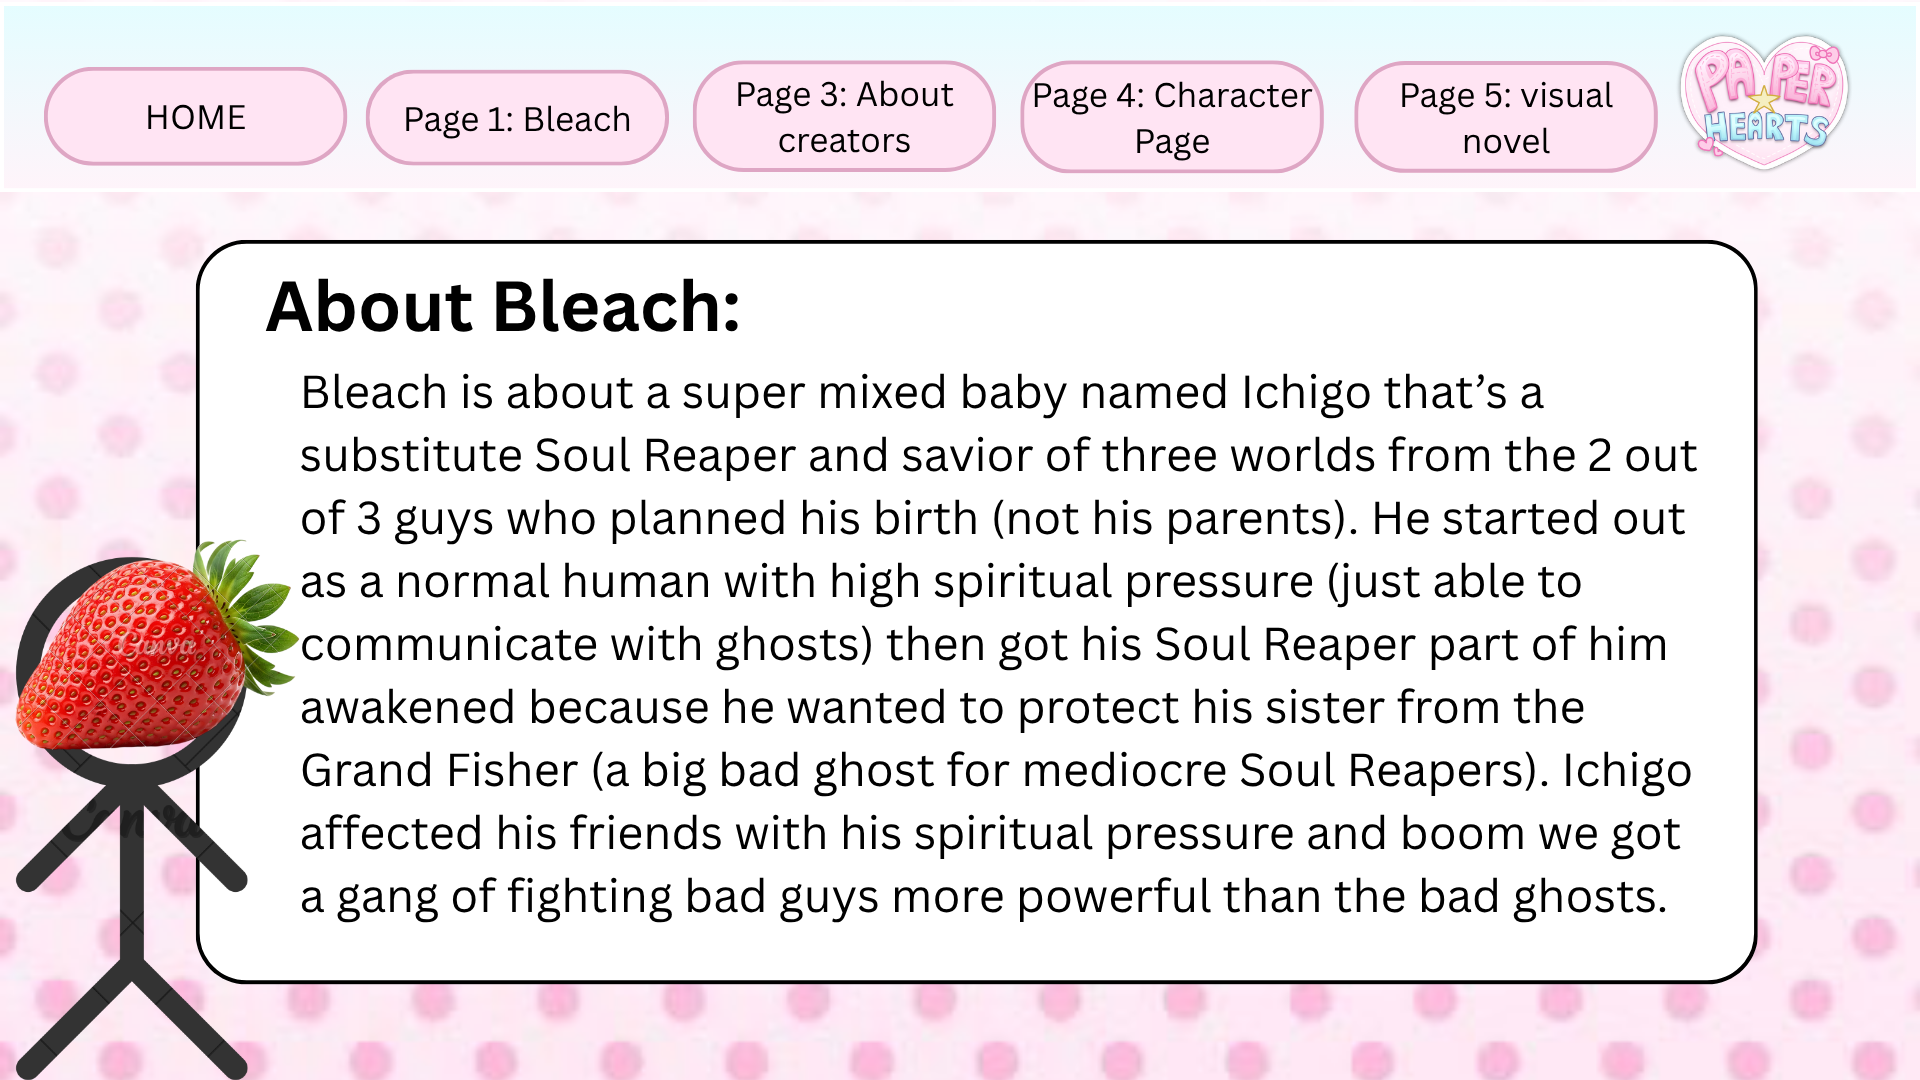 HOME
Page 1: Bleach
Page 3: About
creators
Page 4: Character
Page
Page 5: visual
novel
PAPER
HEARTS
About Bleach:
Bleach is about a super mixed baby named Ichigo that’s a
substitute Soul Reaper and savior of three worlds from the 2 out
of 3 guys who planned his birth (not his parents). He started out
as a normal human with high spiritual pressure (just able to
communicate with ghosts) then got his Soul Reaper part of him
awakened because he wanted to protect his sister from the
Grand Fisher (a big bad ghost for mediocre Soul Reapers). Ichigo
affected his friends with his spiritual pressure and boom we got
a gang of fighting bad guys more powerful than the bad ghosts.
Canva
Canva